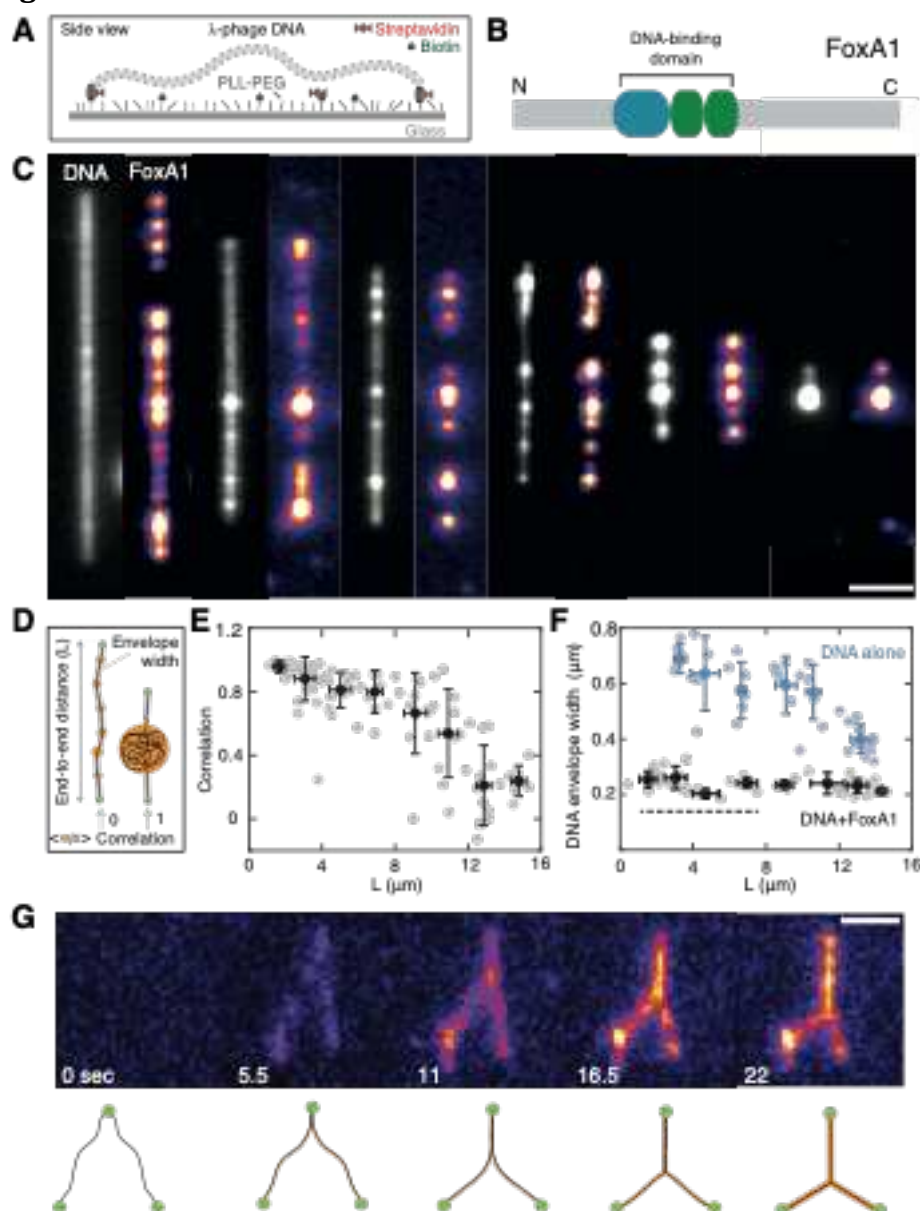 A
Side view
λ-phage DNA
Streptavidin
Biotin
PLL-PEG
Glass
B
DNA-binding
domain
FoxA1
N
C
C
DNA
FoxA1
D
End-to-end distance (L)
Envelope
width
0
1
Correlation
E
Correlation
1.2
0.8
0.4
0
0
4
8
12
16
L (μm)
F
DNA envelope width (μm)
0.8
0.6
0.4
0.2
DNA alone
DNA+FoxA1
0
4
8
12
16
L (μm)
G
0 sec
5.5
11
16.5
22